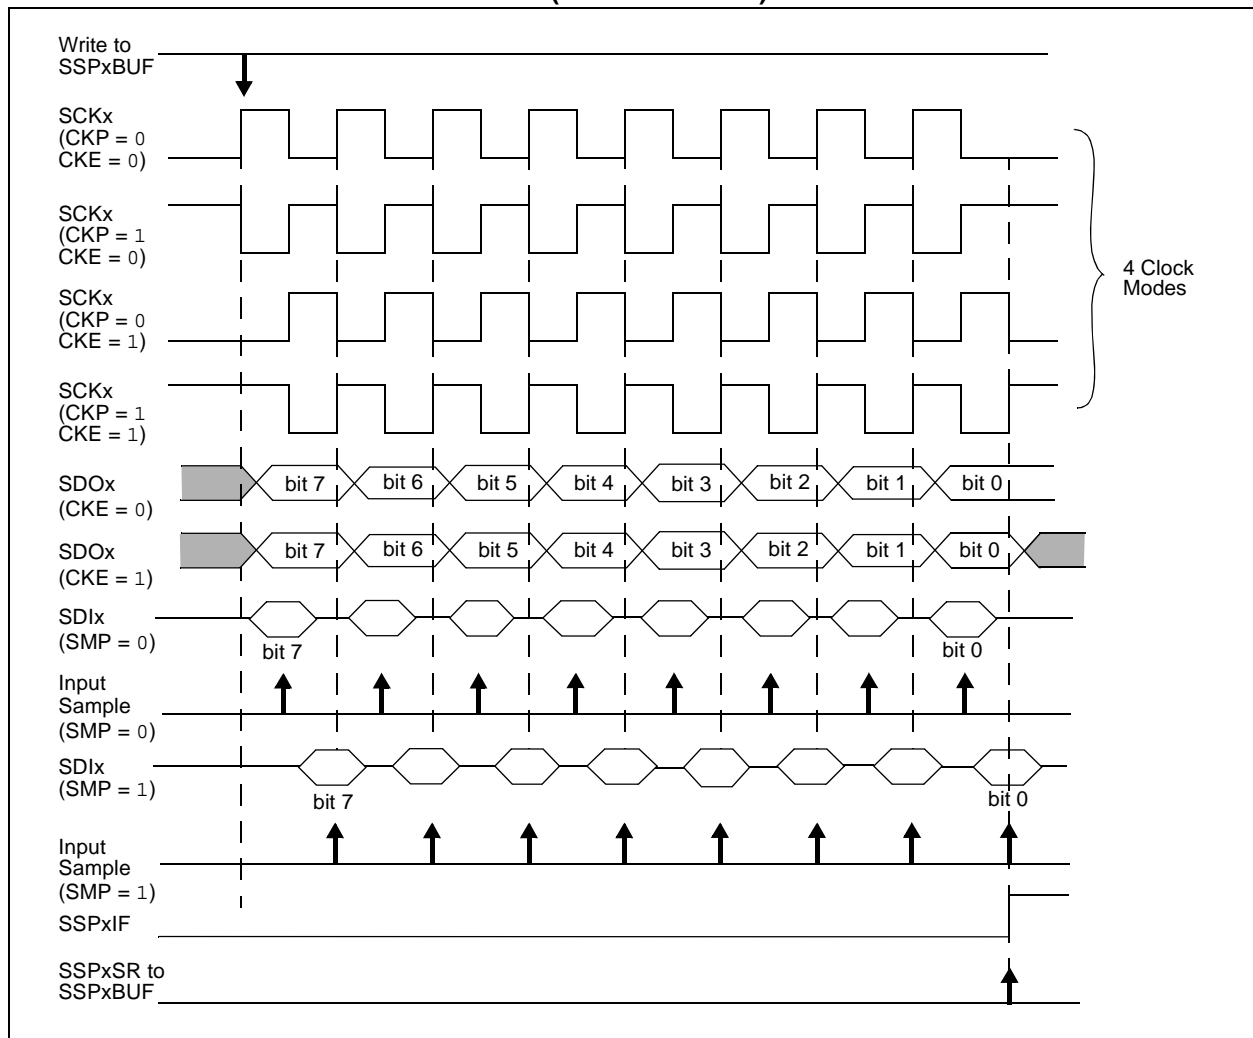 Write to
SSPxBUF
SCKx
(CKP = 0
CKE = 0)
SCKx
(CKP = 1
CKE = 0)
4 Clock
Modes
SCKx
(CKP = 0
CKE = 1)
SCKx
(CKP = 1
CKE = 1)
SDOx
(CKE = 0)
bit 7 bit 6 bit 5 bit 4 bit 3 bit 2 bit 1 bit 0
SDOx
(CKE = 1)
bit 7 bit 6 bit 5 bit 4 bit 3 bit 2 bit 1 bit 0
SDIx
(SMP = 0)
bit 7 bit 0
Input
Sample
(SMP = 0)
SDIx
(SMP = 1)
bit 7 bit 0
Input
Sample
(SMP = 1)
SSPxIF
SSPxSR to
SSPxBUF